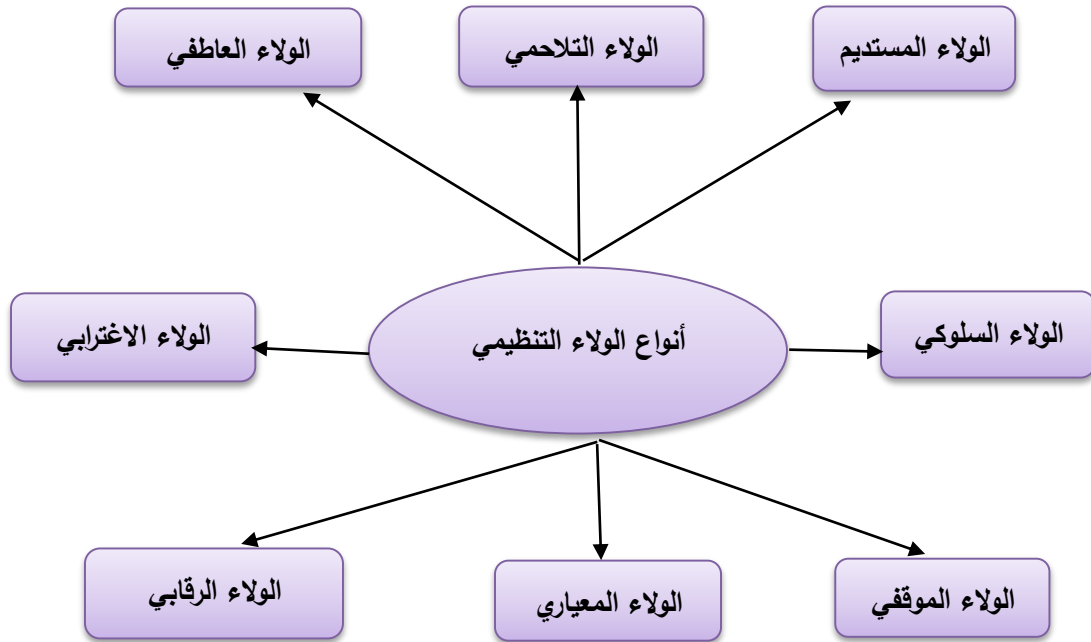 الولاء المستديم
الولاء التلاحمي
الولاء العاطفي
الولاء السلوكي
أنواع الولاء التنظيمي
الولاء الاغترابي
الولاء الموقفي
الولاء المعياري
الولاء الرقابي